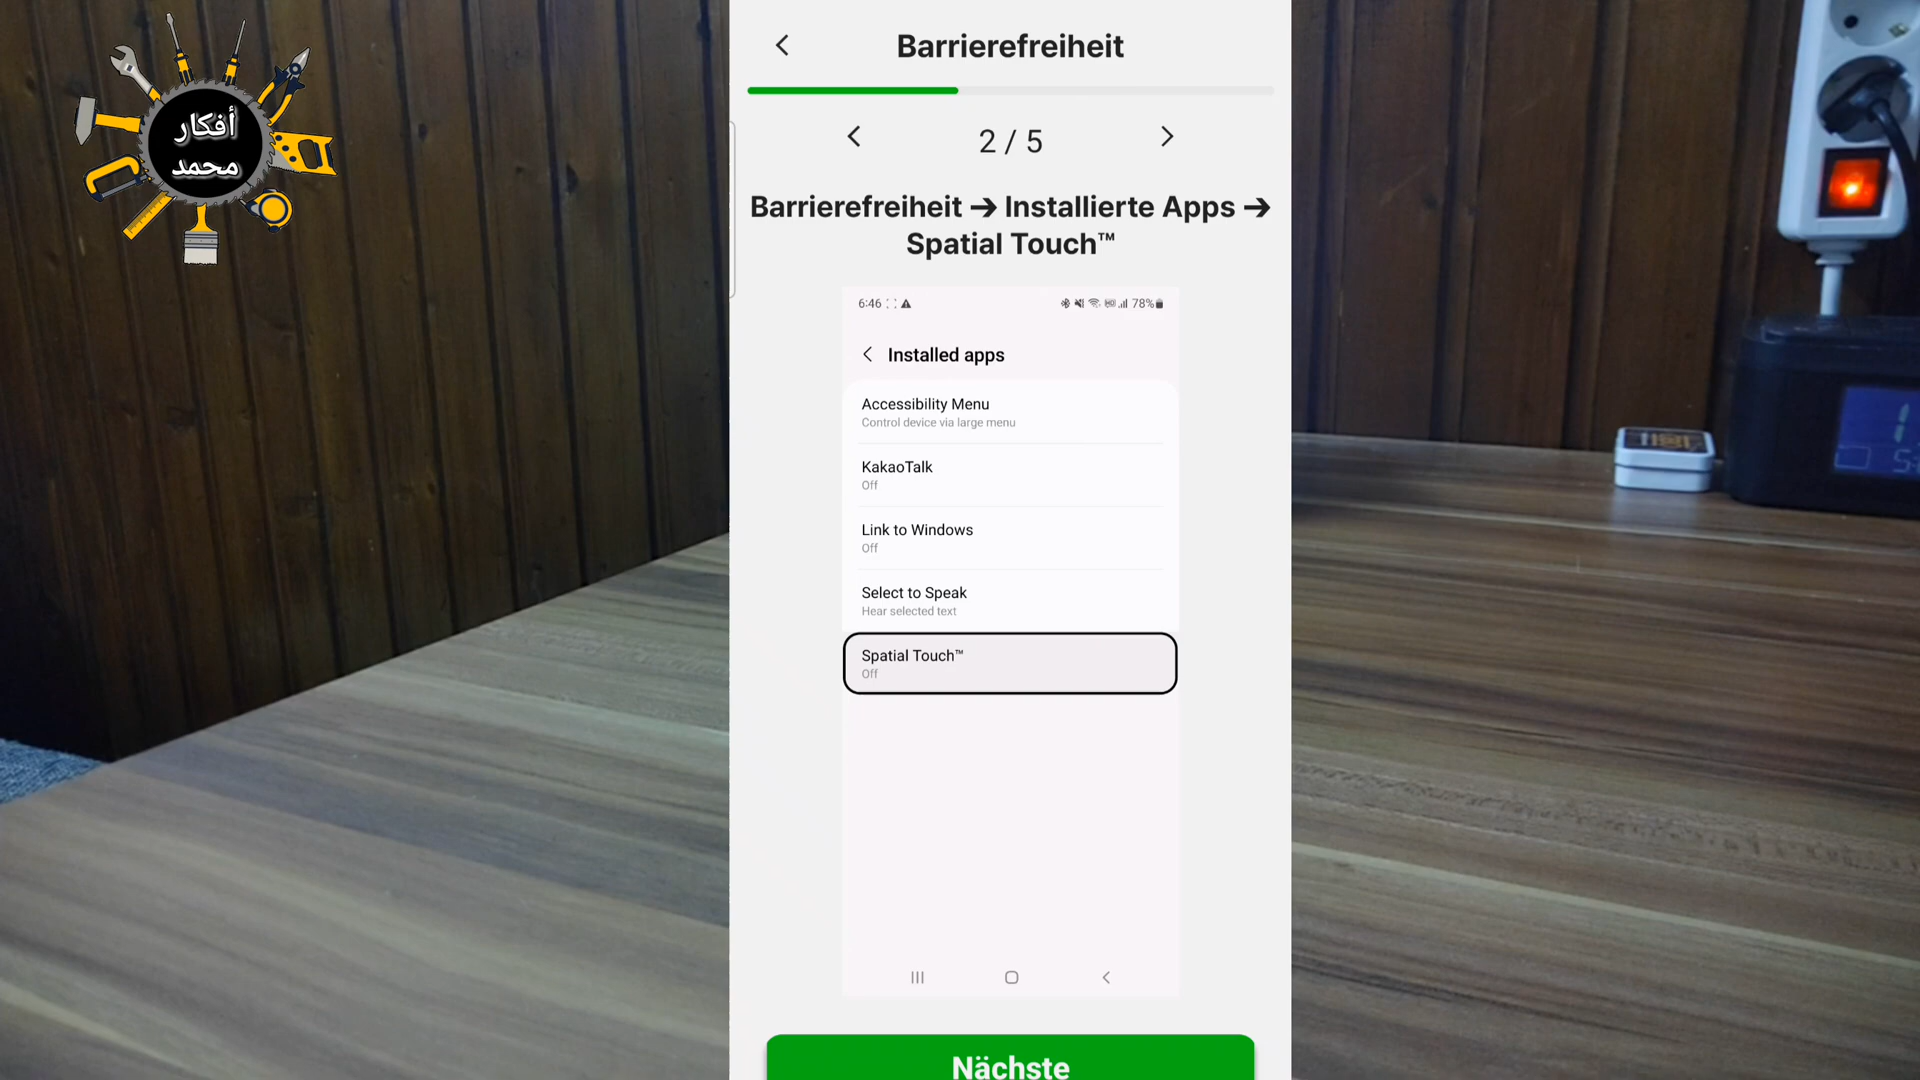 أفكار
محمد
Barrierefreiheit
2 / 5
Barrierefreiheit → Installierte Apps →
Spatial Touch™
6:46
78%
Installed apps
Accessibility Menu
Control device via large menu
KakaoTalk
Off
Link to Windows
Off
Select to Speak
Hear selected text
Spatial Touch™
Off
Nächste